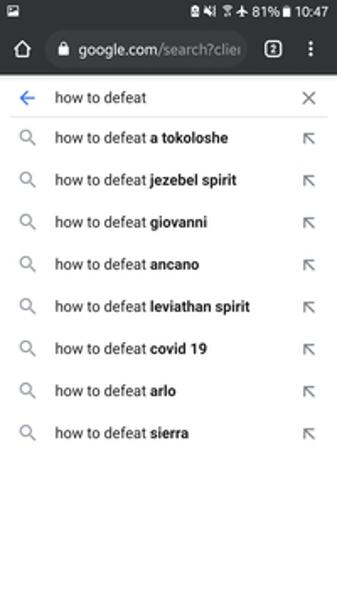 81% 10:47
google.com/search?clie
2
how to defeat
how to defeat a tokoloshe
how to defeat jezebel spirit
how to defeat giovanni
how to defeat ancano
how to defeat leviathan spirit
how to defeat covid 19
how to defeat arlo
how to defeat sierra